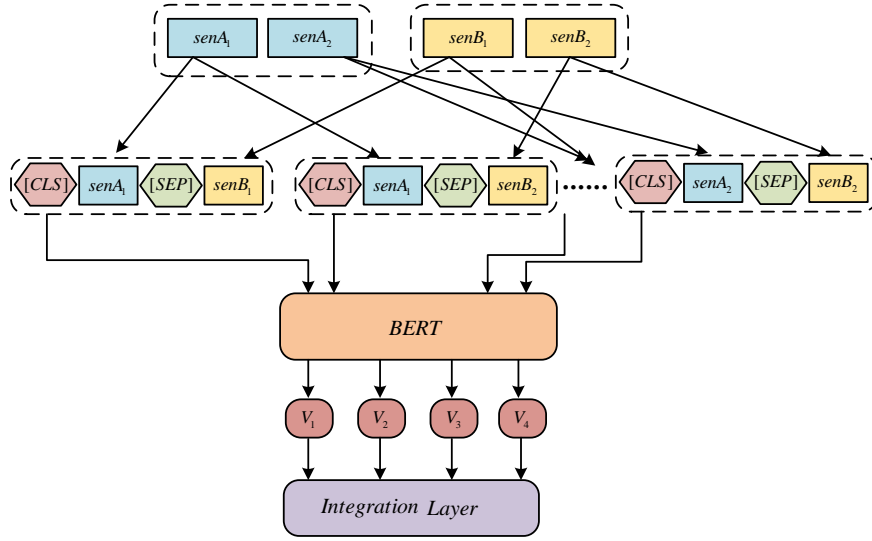 senA1 senA2 senB1 senB2
[CLS] senA1 [SEP] senB1 [CLS] senA1 [SEP] senB2 ...... [CLS] senA2 [SEP] senB2
BERT
V1 V2 V3 V4
Integration Layer